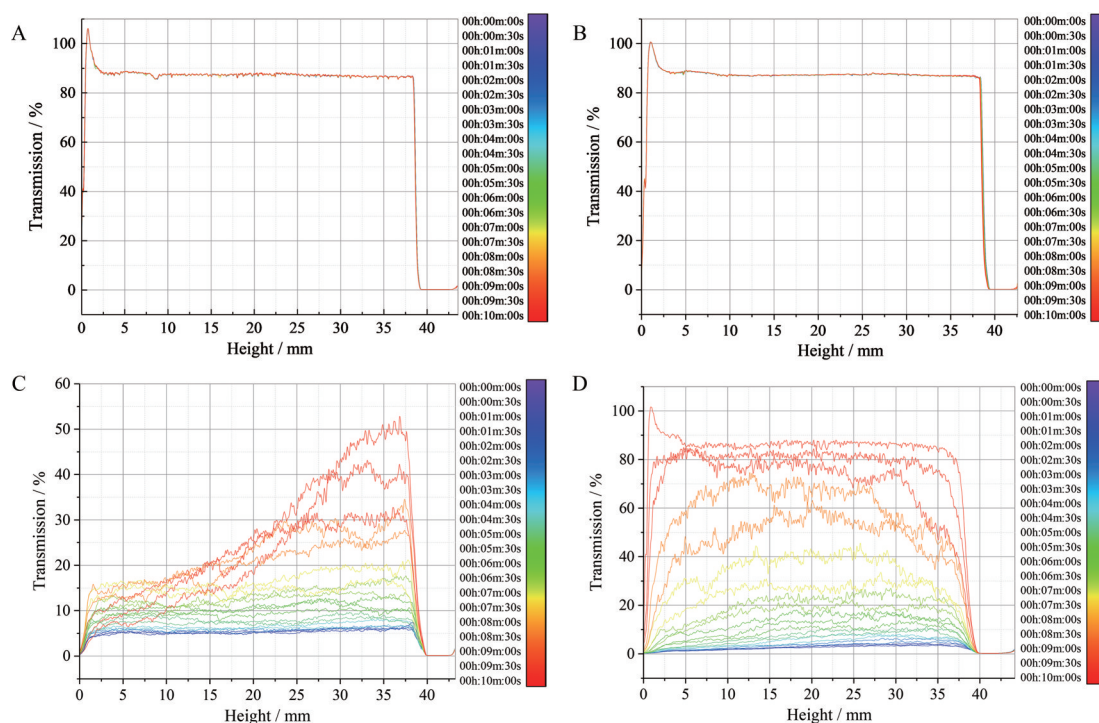 A
Transmission / %
100
80
60
40
20
0
0 5 10 15 20 25 30 35 40
Height / mm
00h:00m:00s
00h:00m:30s
00h:01m:00s
00h:01m:30s
00h:02m:00s
00h:02m:30s
00h:03m:00s
00h:03m:30s
00h:04m:00s
00h:04m:30s
00h:05m:00s
00h:05m:30s
00h:06m:00s
00h:06m:30s
00h:07m:00s
00h:07m:30s
00h:08m:00s
00h:08m:30s
00h:09m:00s
00h:09m:30s
00h:10m:00s
B
Transmission / %
100
80
60
40
20
0
0 5 10 15 20 25 30 35 40
Height / mm
00h:00m:00s
00h:00m:30s
00h:01m:00s
00h:01m:30s
00h:02m:00s
00h:02m:30s
00h:03m:00s
00h:03m:30s
00h:04m:00s
00h:04m:30s
00h:05m:00s
00h:05m:30s
00h:06m:00s
00h:06m:30s
00h:07m:00s
00h:07m:30s
00h:08m:00s
00h:08m:30s
00h:09m:00s
00h:09m:30s
00h:10m:00s
C
Transmission / %
60
50
40
30
20
10
0
0 5 10 15 20 25 30 35 40
Height / mm
00h:00m:00s
00h:00m:30s
00h:01m:00s
00h:01m:30s
00h:02m:00s
00h:02m:30s
00h:03m:00s
00h:03m:30s
00h:04m:00s
00h:04m:30s
00h:05m:00s
00h:05m:30s
00h:06m:00s
00h:06m:30s
00h:07m:00s
00h:07m:30s
00h:08m:00s
00h:08m:30s
00h:09m:00s
00h:09m:30s
00h:10m:00s
D
Transmission / %
100
80
60
40
20
0
0 5 10 15 20 25 30 35 40
Height / mm
00h:00m:00s
00h:00m:30s
00h:01m:00s
00h:01m:30s
00h:02m:00s
00h:02m:30s
00h:03m:00s
00h:03m:30s
00h:04m:00s
00h:04m:30s
00h:05m:00s
00h:05m:30s
00h:06m:00s
00h:06m:30s
00h:07m:00s
00h:07m:30s
00h:08m:00s
00h:08m:30s
00h:09m:00s
00h:09m:30s
00h:10m:00s